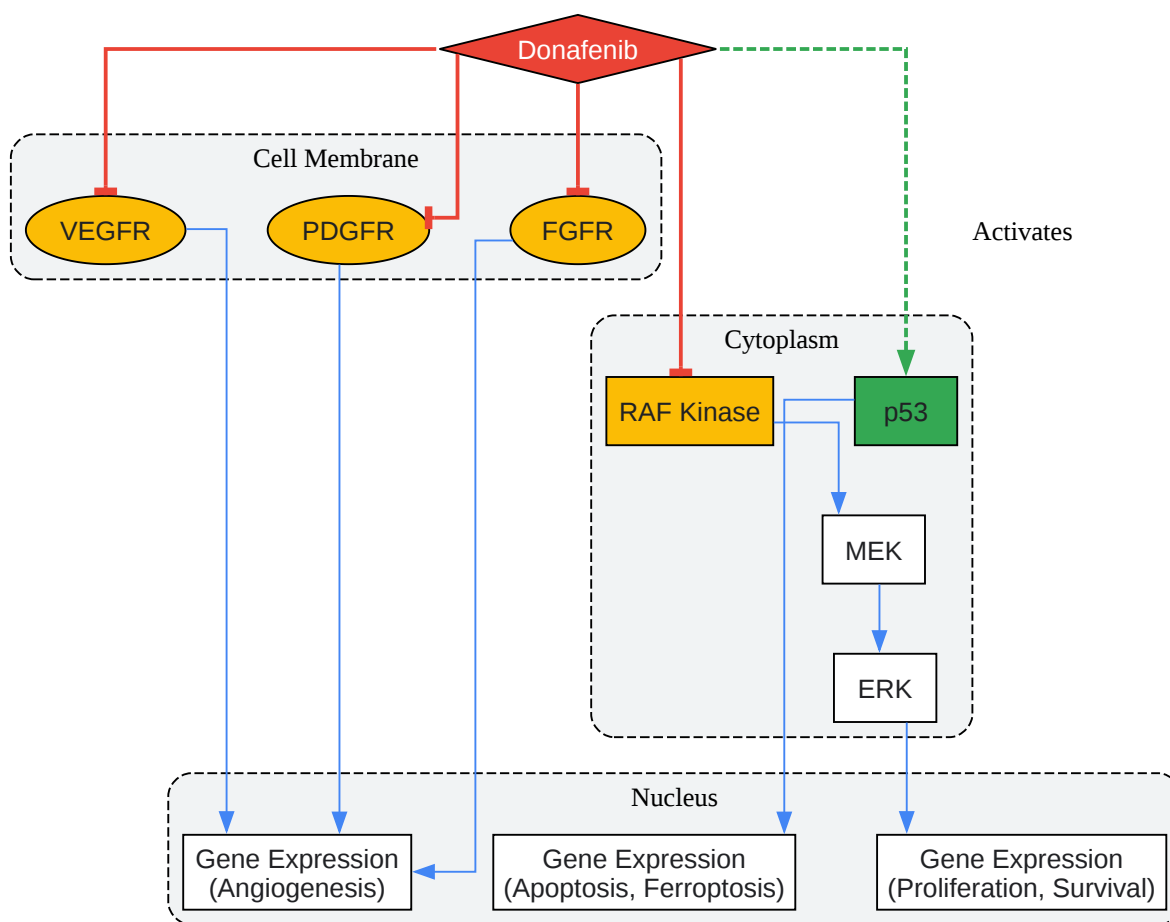 Donafenib
Cell Membrane
VEGFR
PDGFR
FGFR
Activates
Cytoplasm
RAF Kinase
p53
MEK
ERK
Nucleus
Gene Expression
(Angiogenesis)
Gene Expression
(Apoptosis, Ferroptosis)
Gene Expression
(Proliferation, Survival)